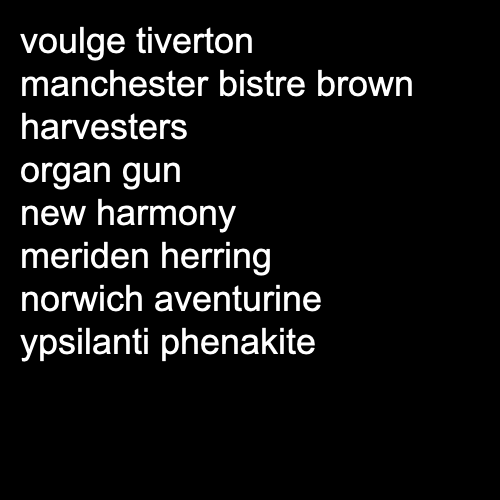 voulge tiverton
manchester bistre brown
harvesters
organ gun
new harmony
meriden herring
norwich aventurine
ypsilanti phenakite